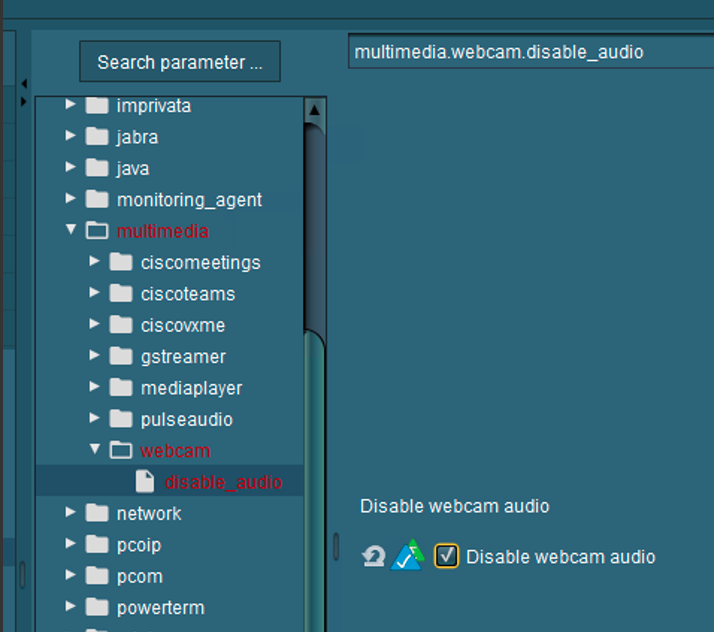 Search parameter ...
multimedia.webcam.disable_audio
imprivata
jabra
java
monitoring_agent
multimedia
ciscomeetings
ciscoteams
ciscovxme
gstreamer
mediaplayer
pulseaudio
webcam
disable_audio
network
pcoip
pcom
powerterm
Disable webcam audio
Disable webcam audio